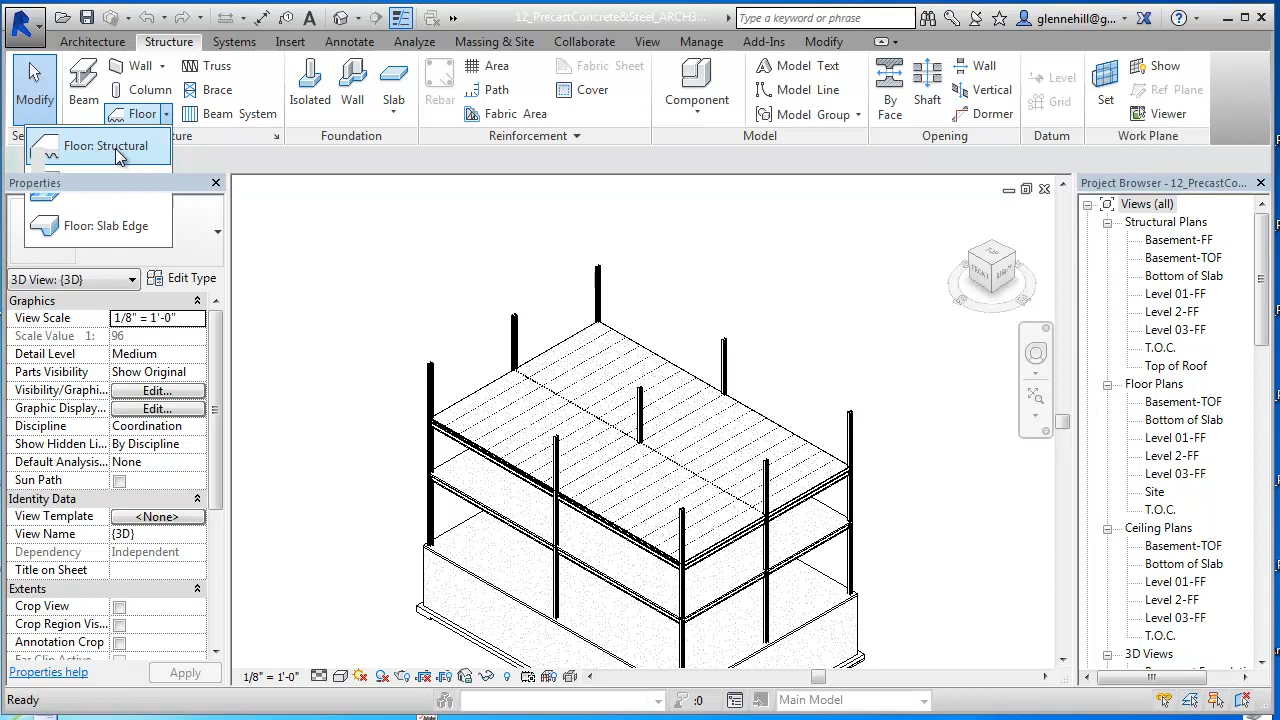 12_PrecastConcrete&Steel_ARCH3...
Type a keyword or phrase
glennehill@g...
Architecture Structure Systems Insert Annotate Analyze Massing & Site Collaborate View Manage Add-Ins Modify
Modify
Beam
Wall
Column
Floor
Truss
Brace
Beam System
Structure
Isolated
Wall
Slab
Foundation
Rebar
Area
Path
Fabric Area
Fabric Sheet
Cover
Reinforcement
Component
Model Text
Model Line
Model Group
Model
By Face
Shaft
Wall
Vertical
Dormer
Opening
Level
Grid
Datum
Set
Show
Ref Plane
Viewer
Work Plane
Floor: Structural
Floor: Slab Edge
Properties
3D View: {3D}
Edit Type
Graphics
View Scale 1/8" = 1'-0"
Scale Value 1: 96
Detail Level Medium
Parts Visibility Show Original
Visibility/Graphi... Edit...
Graphic Display... Edit...
Discipline Coordination
Show Hidden Li... By Discipline
Default Analysis... None
Sun Path
Identity Data
View Template <None>
View Name {3D}
Dependency Independent
Title on Sheet
Extents
Crop View
Crop Region Vis...
Annotation Crop
Far Clip Active
Properties help
Apply
TOP
FRONT
1/8" = 1'-0"
Project Browser - 12_PrecastCo...
Views (all)
Structural Plans
Basement-FF
Basement-TOF
Bottom of Slab
Level 01-FF
Level 2-FF
Level 03-FF
T.O.C.
Top of Roof
Floor Plans
Basement-TOF
Bottom of Slab
Level 01-FF
Level 2-FF
Level 03-FF
Site
T.O.C.
Ceiling Plans
Basement-TOF
Bottom of Slab
Level 01-FF
Level 2-FF
Level 03-FF
T.O.C.
3D Views
Ready
:0
Main Model